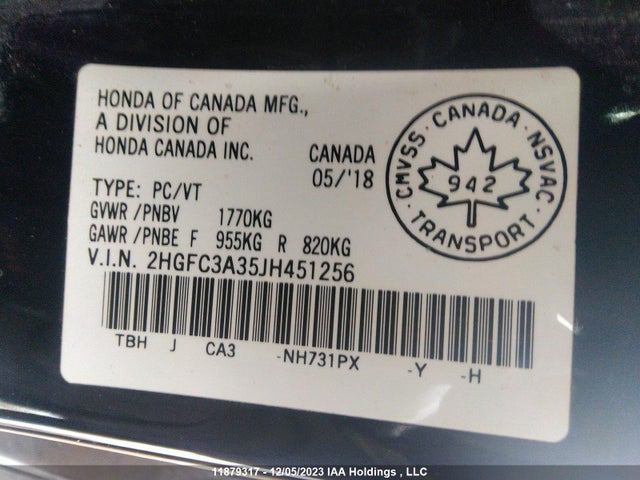 HONDA OF CANADA MFG.,
A DIVISION OF
HONDA CANADA INC.
CANADA
05/'18
TYPE: PC/VT
GVWR /PNBV 1770KG
GAWR /PNBE F 955KG R 820KG
V.I.N. 2HGFC3A35JH451256
TBH J CA3 -NH731PX -Y -H
CMVSS · CANADA · NSVAC
942
· TRANSPORT ·
11879317 - 12/05/2023 IAA Holdings , LLC